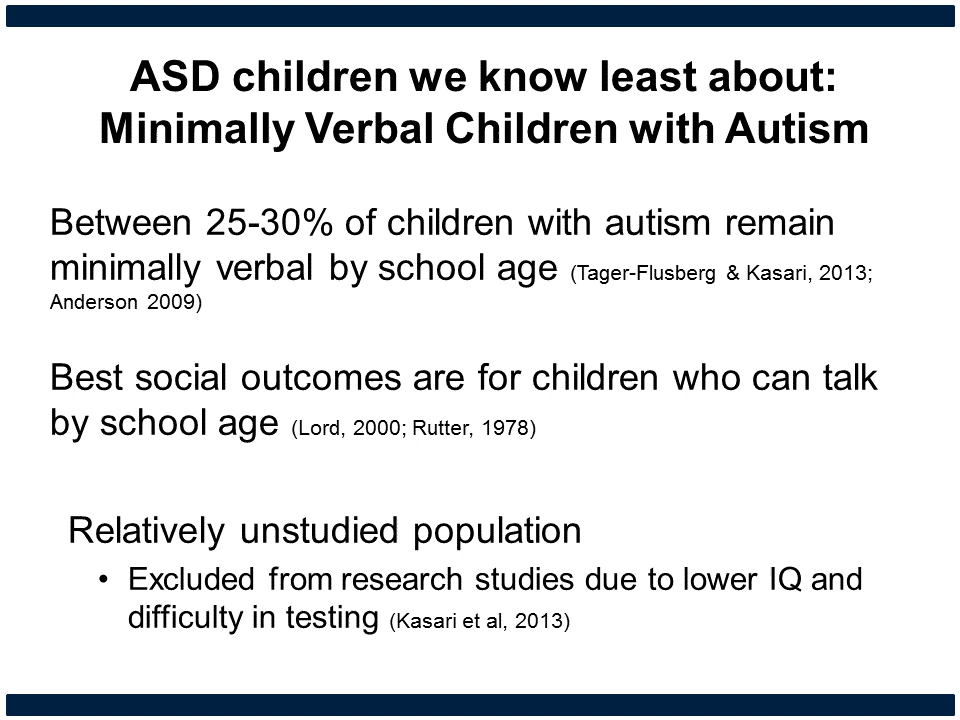 ASD children we know least about:
Minimally Verbal Children with Autism
Between 25-30% of children with autism remain
minimally verbal by school age (Tager-Flusberg & Kasari, 2013;
Anderson 2009)
Best social outcomes are for children who can talk
by school age (Lord, 2000; Rutter, 1978)
Relatively unstudied population
• Excluded from research studies due to lower IQ and
difficulty in testing (Kasari et al, 2013)